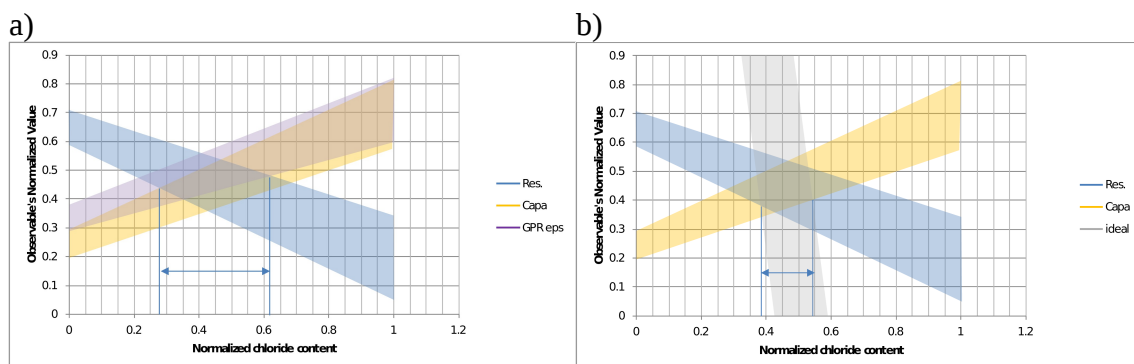 a)
0.9
0.8
0.7
0.6
0.5
0.4
0.3
0.2
0.1
0
0 0.2 0.4 0.6 0.8 1 1.2
Observable's Normalized Value
Normalized chloride content
Res.
Capa
GPR eps
b)
0.9
0.8
0.7
0.6
0.5
0.4
0.3
0.2
0.1
0
0 0.2 0.4 0.6 0.8 1 1.2
Observable's Normalized Value
Normalized chloride content
Res.
Capa
ideal